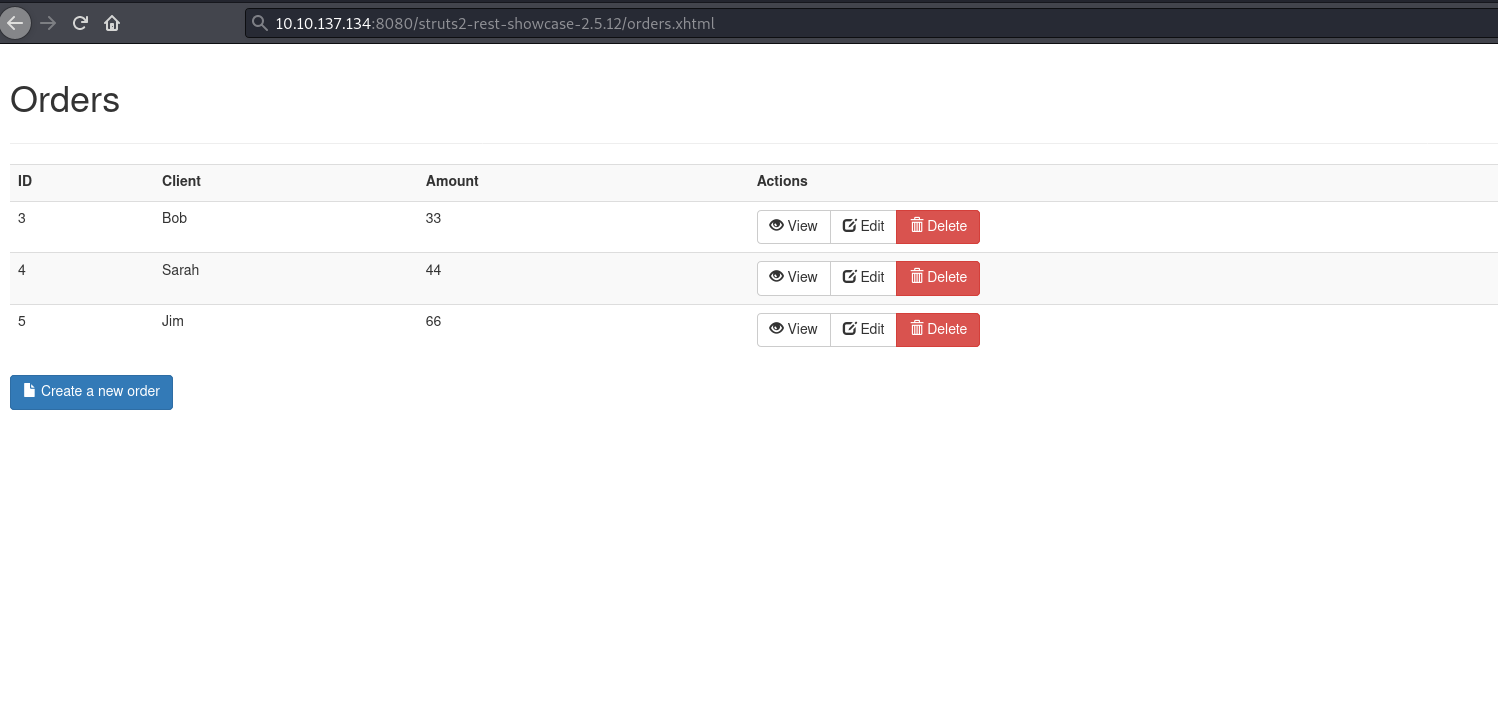 10.10.137.134:8080/struts2-rest-showcase-2.5.12/orders.xhtml
Orders
ID Client Amount Actions
3 Bob 33 View Edit Delete
4 Sarah 44 View Edit Delete
5 Jim 66 View Edit Delete
Create a new order